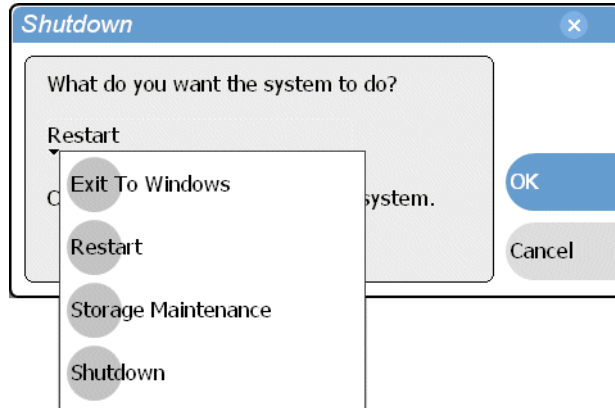 Shutdown
What do you want the system to do?
Restart
Exit To Windows
system.
OK
Restart
Cancel
Storage Maintenance
Shutdown